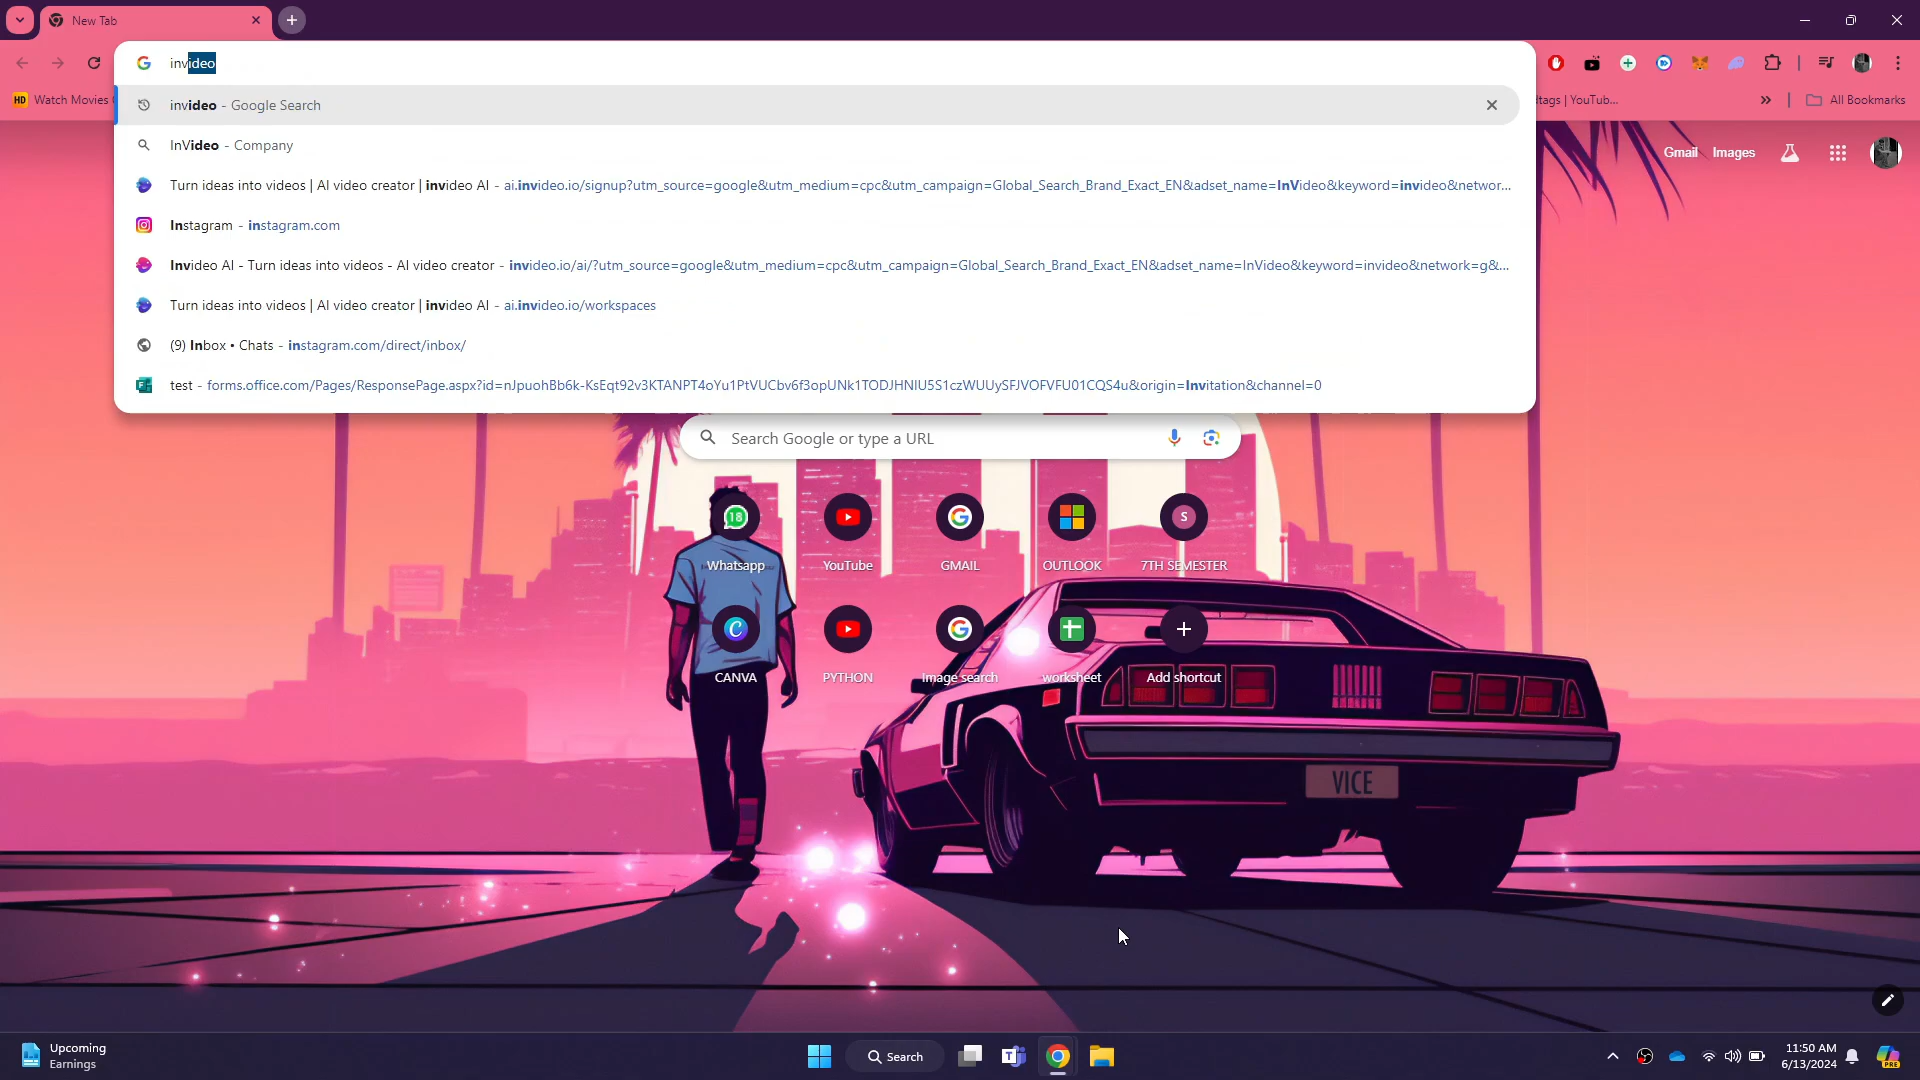 New Tab
invideo
HD Watch Movies
dtags | YouTub...
All Bookmarks
invideo - Google Search
InVideo - Company
Turn ideas into videos | AI video creator | invideo AI - ai.invideo.io/signup?utm_source=google&utm_medium=cpc&utm_campaign=Global_Search_Brand_Exact_EN&adset_name=InVideo&keyword=invideo&networ...
Instagram - instagram.com
Invideo AI - Turn ideas into videos - AI video creator - invideo.io/ai/?utm_source=google&utm_medium=cpc&utm_campaign=Global_Search_Brand_Exact_EN&adset_name=InVideo&keyword=invideo&network=g&...
Turn ideas into videos | AI video creator | invideo AI - ai.invideo.io/workspaces
(9) Inbox • Chats - instagram.com/direct/inbox/
test - forms.office.com/Pages/ResponsePage.aspx?id=nJpuohBb6k-KsEqt92v3KTANPT4oYu1PtVUCbv6f3opUNk1TODJHNIU5S1czWUUySFJVOFVFU01CQS4u&origin=Invitation&channel=0
Gmail Images
Search Google or type a URL
18
S
Whatsapp YouTube GMAIL OUTLOOK 7TH SEMESTER
CANVA PYTHON Image search worksheet Add shortcut
VICE
Upcoming
Earnings
Search
11:50 AM
6/13/2024
PRE